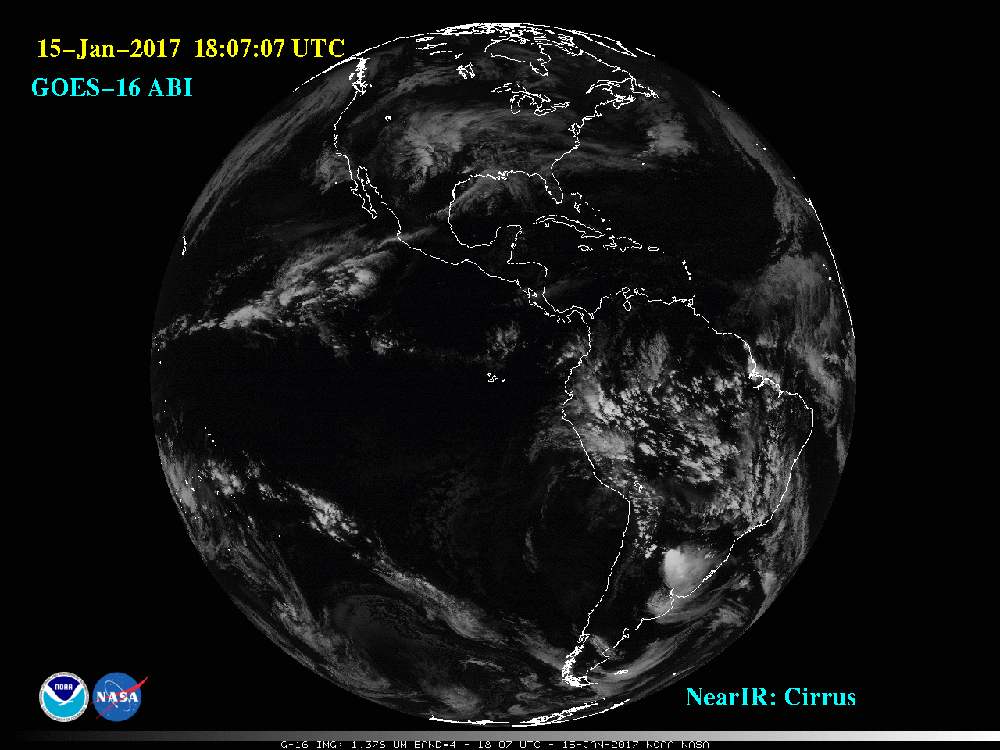 15-Jan-2017 18:07:07 UTC
GOES-16 ABI
NOAA
NASA
NearIR: Cirrus
G-16 IMG: 1.378 UM BAND=4 - 18:07 UTC - 15-JAN-2017 NOAA NASA